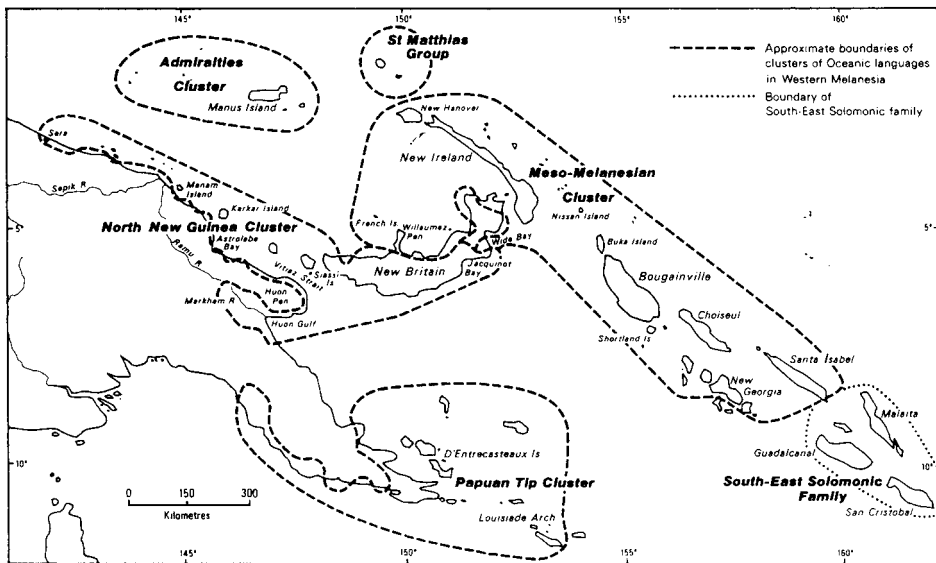 145°
150°
155°
160°
St Matthias
Group
Admiralties
Cluster
Manus Island
Approximate boundaries of
clusters of Oceanic languages
in Western Melanesia
Boundary of
South-East Solomonic family
New Hanover
New Ireland
Sera
Sepik R
Manam
Island
Karkar Island
Meso-Melanesian
Cluster
Nissan Island
North New Guinea Cluster
French Is
Willaumez
Pen
5°
Astrolabe
Bay
Wide Bay
Buka Island
5°
Ramu R
Vitiaz Strait
Siassi
Is
New Britain
Jacquinot
Bay
Bougainville
Markham R
Huon
Pen
Huon Gulf
Choiseul
Shortland Is
Santa Isabel
New
Georgia
Malaita
10°
D'Entrecasteaux Is
Guadalcanal
10°
0 150 300
Kilometres
Papuan Tip Cluster
South-East Solomonic
Family
San Cristobal
Louisiade Arch
145°
150°
155°
160°